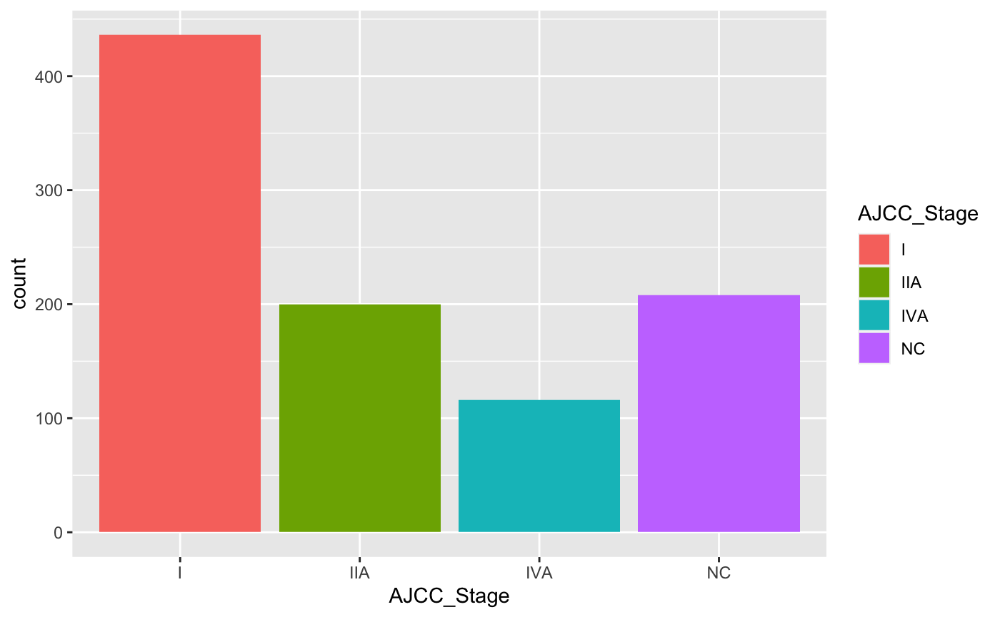 400
300
200
100
0
count
I
IIA
IVA
NC
AJCC_Stage
AJCC_Stage
I
IIA
IVA
NC